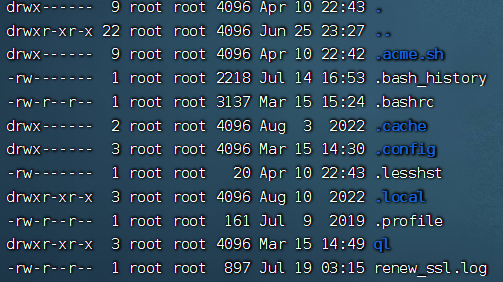 drwx------  9 root root 4096 Apr 10 22:43 .
drwxr-xr-x 22 root root 4096 Jun 25 23:27 ..
drwx------  9 root root 4096 Apr 10 22:42 .acme.sh
-rw-------  1 root root 2218 Jul 14 16:53 .bash_history
-rw-r--r--  1 root root 3137 Mar 15 15:24 .bashrc
drwx------  2 root root 4096 Aug  3  2022 .cache
drwx------  3 root root 4096 Mar 15 14:30 .config
-rw-------  1 root root   20 Apr 10 22:43 .lesshst
drwxr-xr-x  3 root root 4096 Aug 10  2022 .local
-rw-r--r--  1 root root  161 Jul  9  2019 .profile
drwxr-xr-x  3 root root 4096 Mar 15 14:49 ql
-rw-r--r--  1 root root  897 Jul 19 03:15 renew_ssl.log